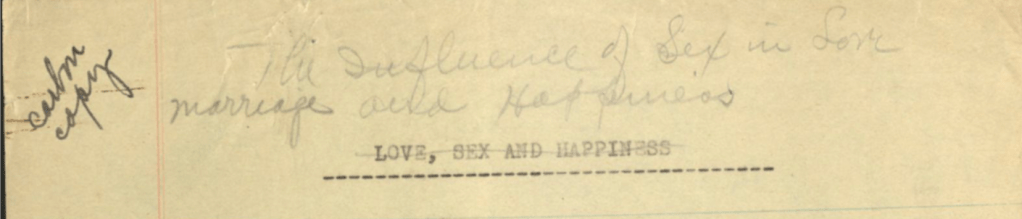 carbon
copy
The Influence of Sex in Love
marriage and Happiness
LOVE, SEX AND HAPPINESS